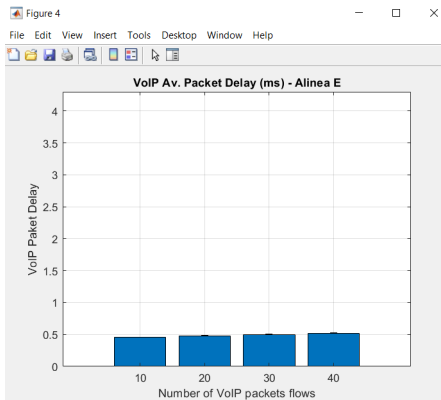 Figure 4
File Edit View Insert Tools Desktop Window Help
VoIP Av. Packet Delay (ms) - Alinea E
4
3.5
3
2.5
2
1.5
1
0.5
0
VoIP Paket Delay
10 20 30 40
Number of VoIP packets flows